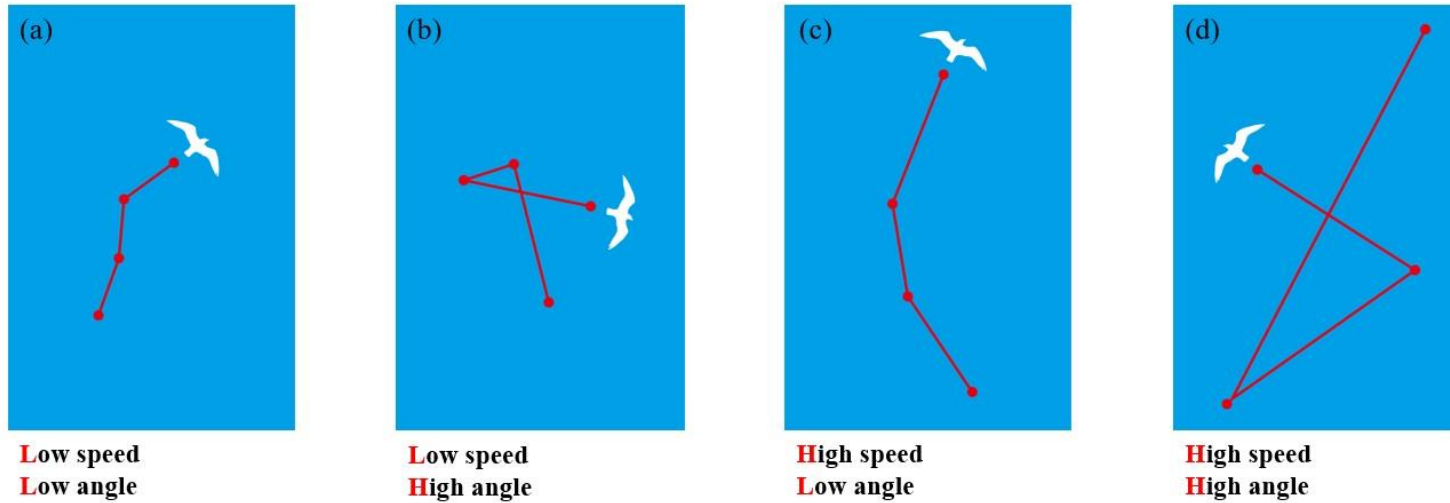 (a)
(b)
(c)
(d)
Low speed
Low angle
Low speed
High angle
High speed
Low angle
High speed
High angle